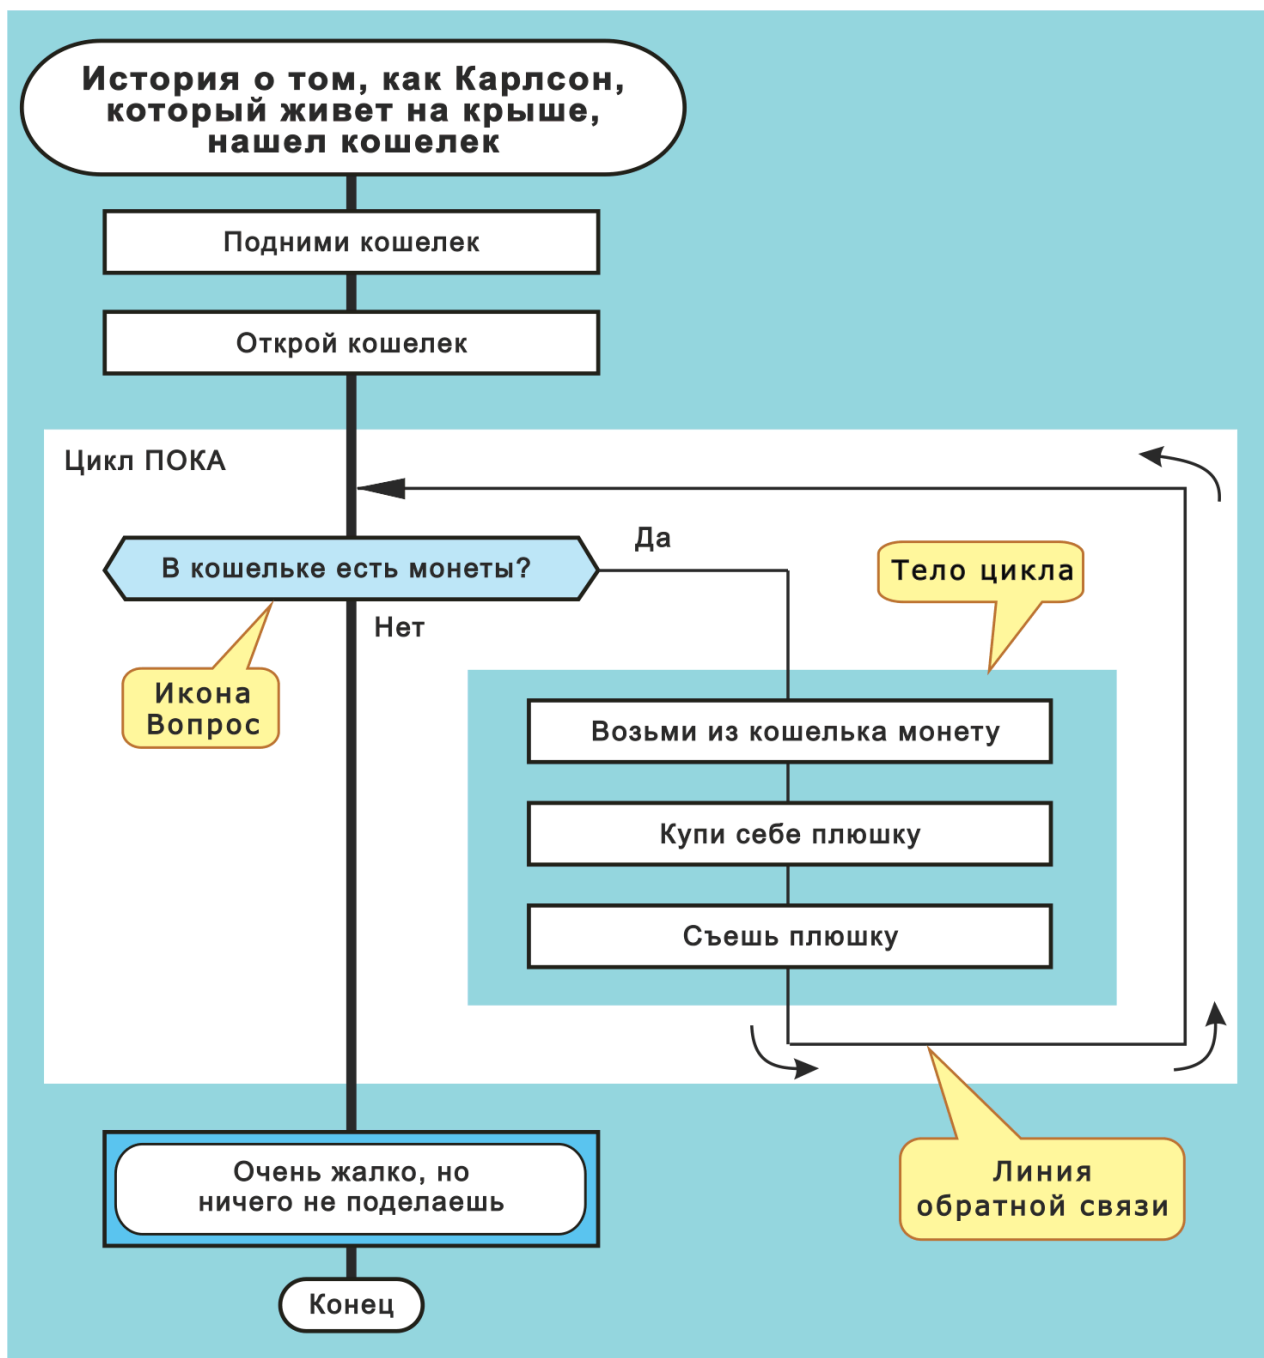 История о том, как Карлсон,
который живет на крыше,
нашел кошелек
Подними кошелек
Открой кошелек
Цикл ПОКА
В кошельке есть монеты?
Да
Нет
Икона
Вопрос
Тело цикла
Возьми из кошелька монету
Купи себе плюшку
Съешь плюшку
Линия
обратной связи
Очень жалко, но
ничего не поделаешь
Конец